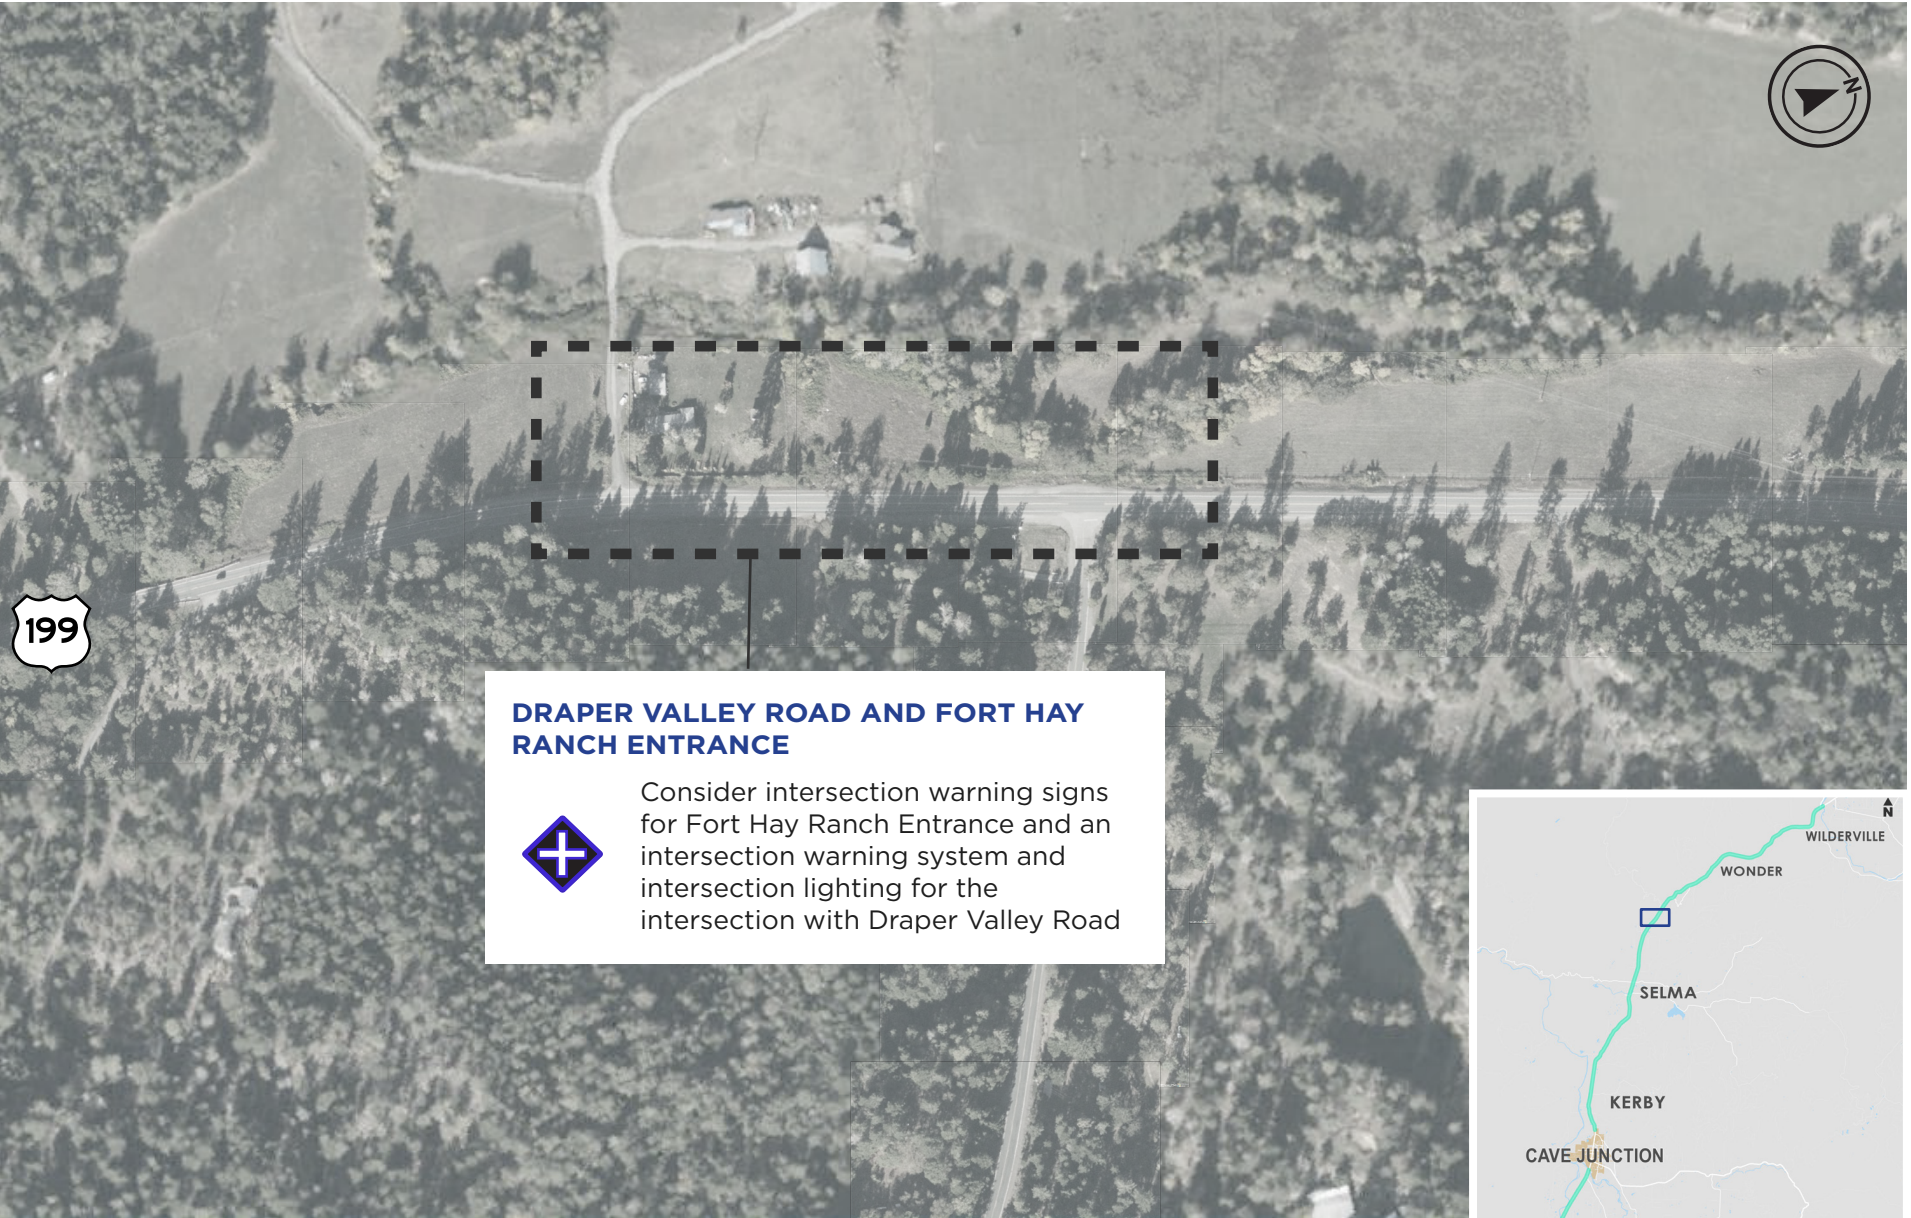 N
199
DRAPER VALLEY ROAD AND FORT HAY
RANCH ENTRANCE
Consider intersection warning signs
for Fort Hay Ranch Entrance and an
intersection warning system and
intersection lighting for the
intersection with Draper Valley Road
N
WILDERVILLE
WONDER
SELMA
KERBY
CAVE JUNCTION